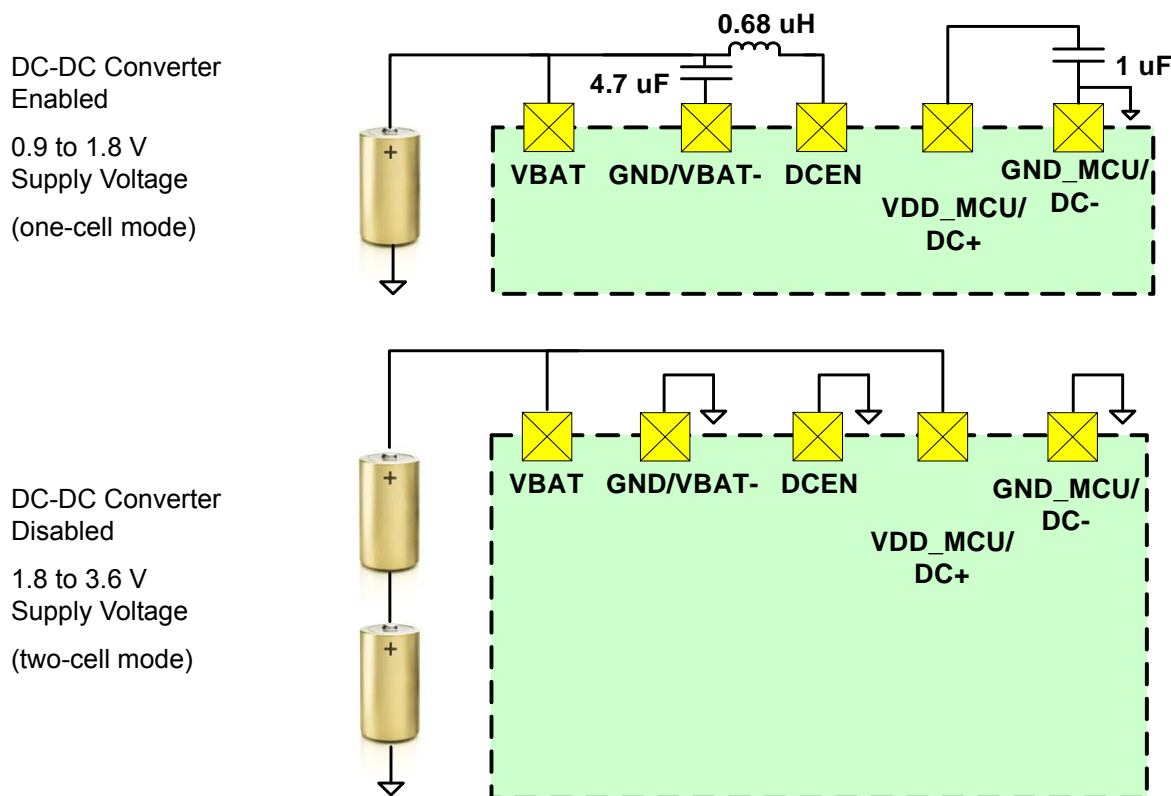 DC-DC Converter
Enabled
0.9 to 1.8 V
Supply Voltage
(one-cell mode)
0.68 uH
4.7 uF
1 uF
+
VBAT
GND/VBAT-
DCEN
VDD_MCU/
DC+
GND_MCU/
DC-
DC-DC Converter
Disabled
1.8 to 3.6 V
Supply Voltage
(two-cell mode)
+
+
VBAT
GND/VBAT-
DCEN
VDD_MCU/
DC+
GND_MCU/
DC-